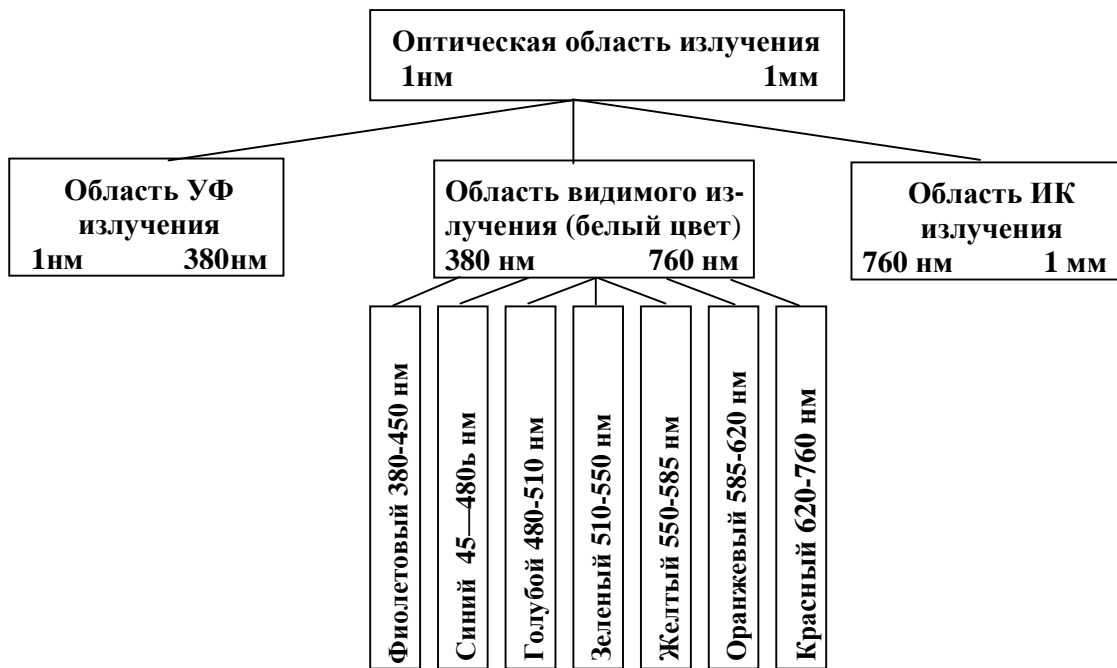 Оптическая область излучения
1нм 1мм
Область УФ
излучения
1нм 380нм
Область видимого из-
лучения (белый цвет)
380 нм 760 нм
Область ИК
излучения
760 нм 1 мм
Фиолетовый 380-450 нм
Синий 45—480ь нм
Голубой 480-510 нм
Зеленый 510-550 нм
Желтый 550-585 нм
Оранжевый 585-620 нм
Красный 620-760 нм